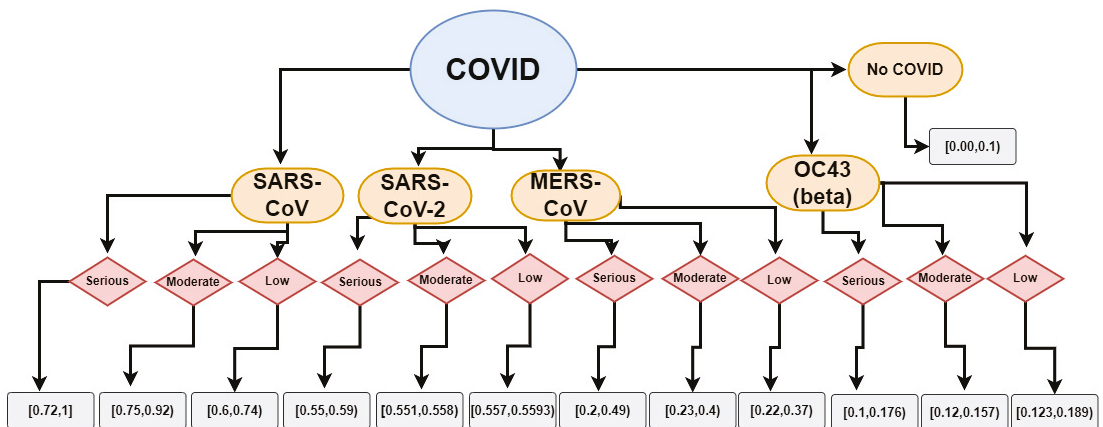 COVID
No COVID
[0.00,0.1)
SARS-
CoV
SARS-
CoV-2
MERS-
CoV
OC43
(beta)
Serious
Moderate
Low
Serious
Moderate
Low
Serious
Moderate
Low
Serious
Moderate
Low
[0.72,1]
[0.75,0.92)
[0.6,0.74)
[0.55,0.59)
[0.551,0.558)
[0.557,0.5593)
[0.2,0.49)
[0.23,0.4)
[0.22,0.37)
[0.1,0.176)
[0.12,0.157)
[0.123,0.189)